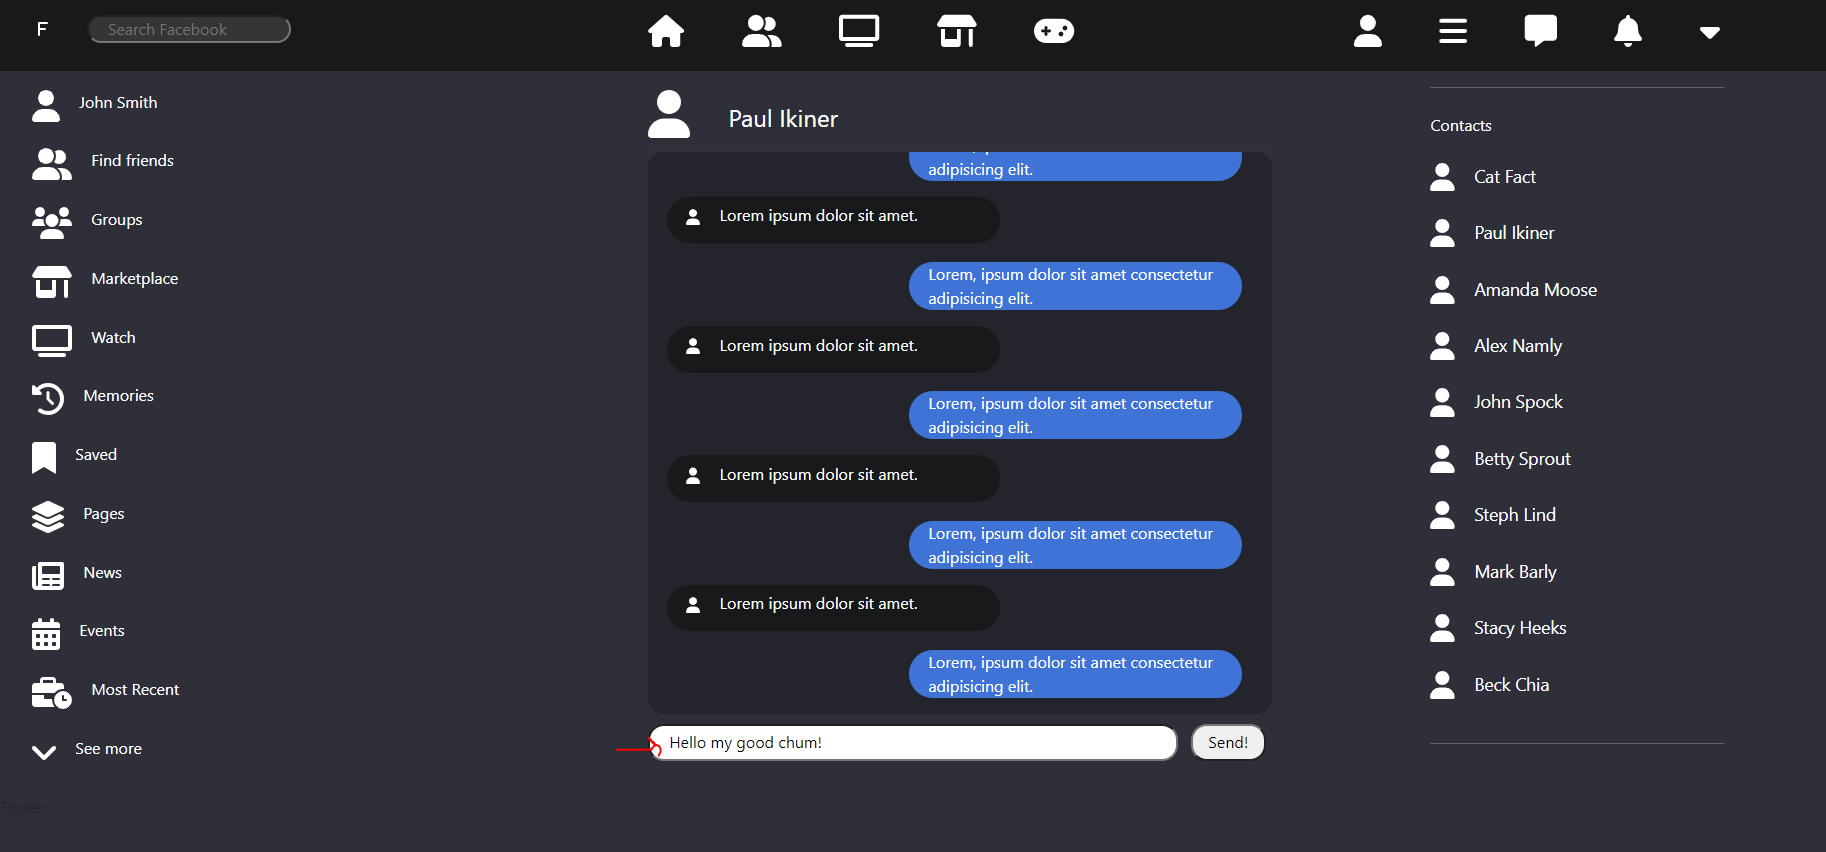 F
Search Facebook
John Smith
Find friends
Groups
Marketplace
Watch
Memories
Saved
Pages
News
Events
Most Recent
See more
Footer
Paul Ikiner
adipisicing elit.
Lorem ipsum dolor sit amet.
Lorem, ipsum dolor sit amet consectetur
adipisicing elit.
Lorem ipsum dolor sit amet.
Lorem, ipsum dolor sit amet consectetur
adipisicing elit.
Lorem ipsum dolor sit amet.
Lorem, ipsum dolor sit amet consectetur
adipisicing elit.
Lorem ipsum dolor sit amet.
Lorem, ipsum dolor sit amet consectetur
adipisicing elit.
Hello my good chum!
Send!
Contacts
Cat Fact
Paul Ikiner
Amanda Moose
Alex Namly
John Spock
Betty Sprout
Steph Lind
Mark Barly
Stacy Heeks
Beck Chia